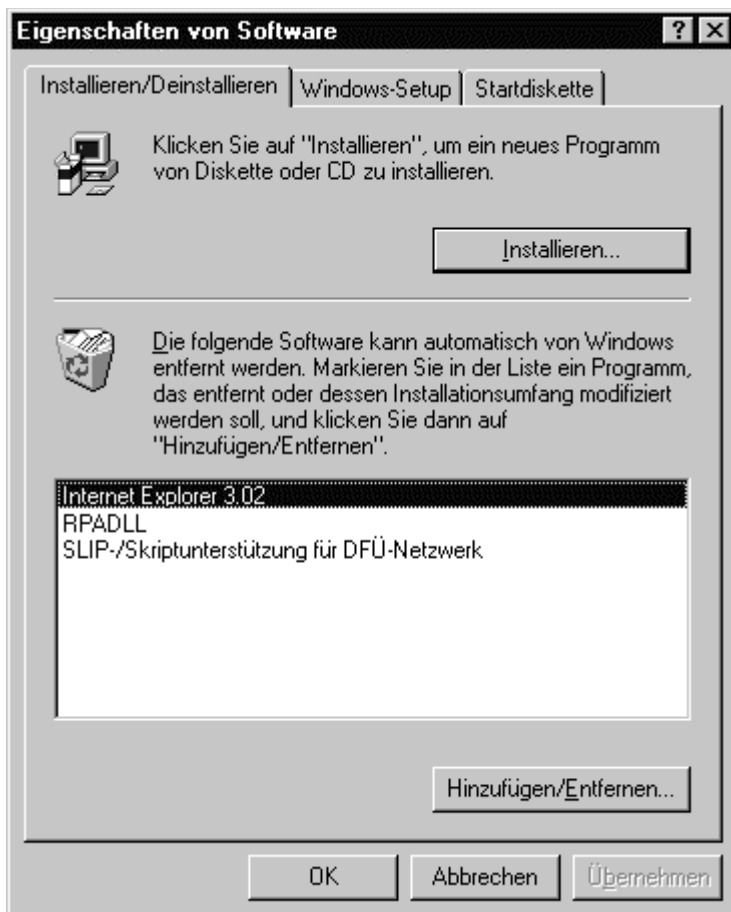 Eigenschaften von Software
Installieren/Deinstallieren
Windows-Setup
Startdiskette
Klicken Sie auf "Installieren", um ein neues Programm
von Diskette oder CD zu installieren.
Installieren...
Die folgende Software kann automatisch von Windows
entfernt werden. Markieren Sie in der Liste ein Programm,
das entfernt oder dessen Installationsumfang modifiziert
werden soll, und klicken Sie dann auf
"Hinzufügen/Entfernen".
Internet Explorer 3.02
RPADLL
SLIP-/Skriptunterstützung für DFÜ-Netzwerk
Hinzufügen/Entfernen...
OK
Abbrechen
Übernehmen